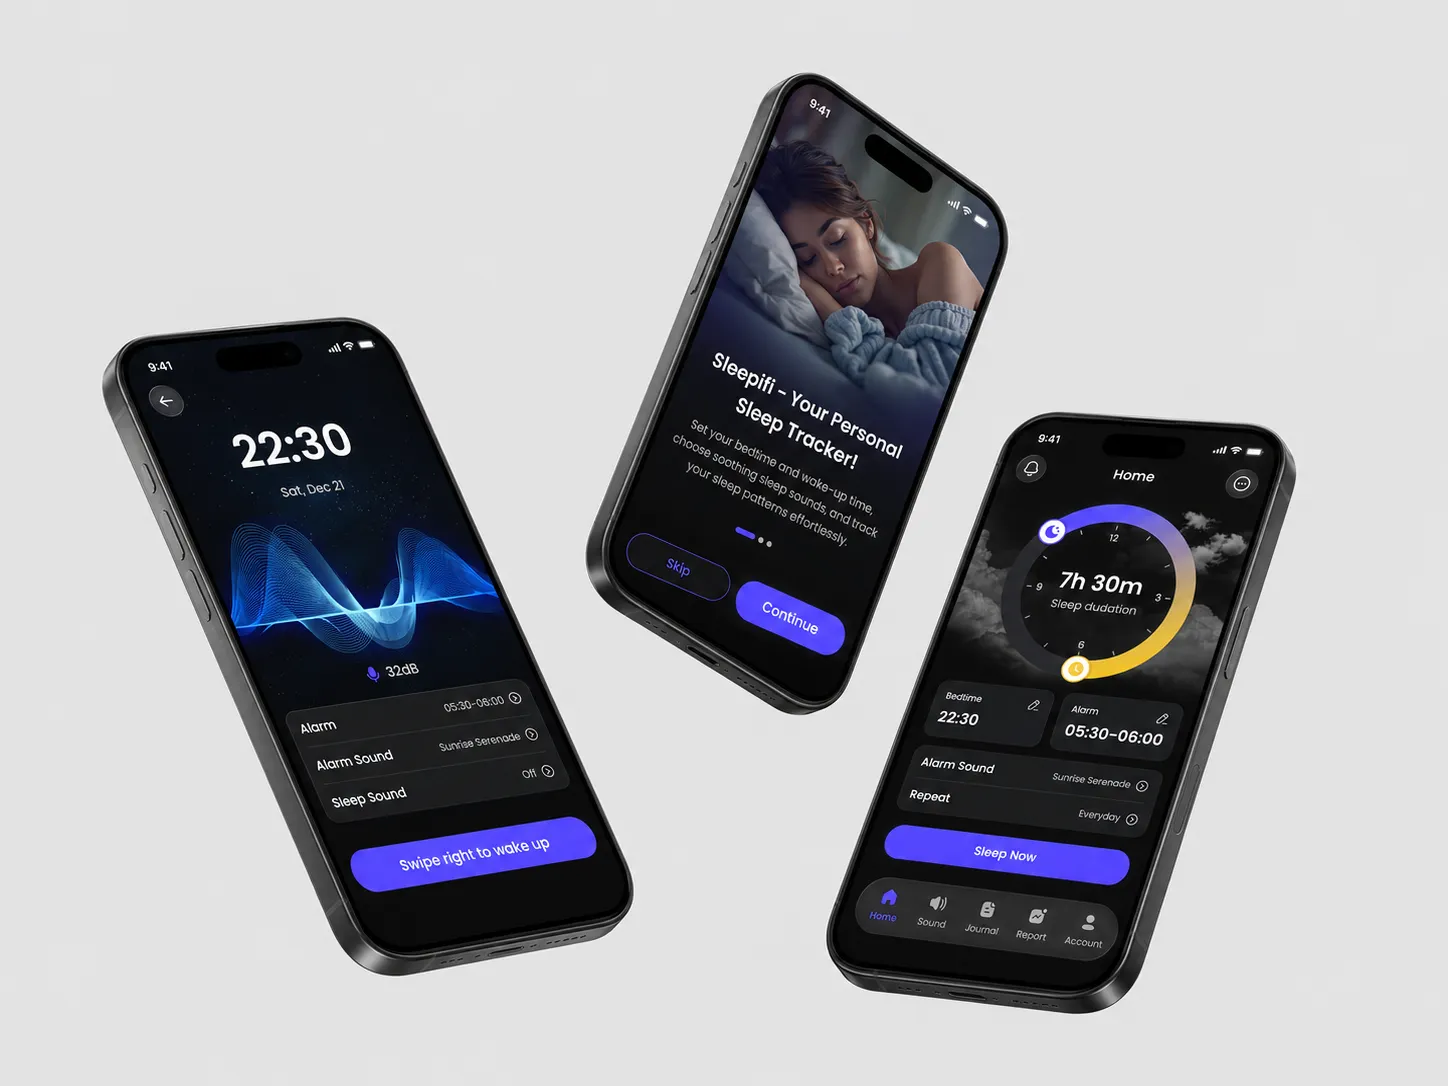 9:41
22:30
Sat, Dec 21
32dB
Alarm 05:30-06:00
Alarm Sound Sunrise Serenade
Sleep Sound Off
Swipe right to wake up
9:41
Sleepifi - Your Personal
Sleep Tracker!
Set your bedtime and wake-up time,
choose soothing sleep sounds, and track
your sleep patterns effortlessly.
Skip
Continue
9:41
Home
12
9
3
6
7h 30m
Sleep dudation
Bedtime
22:30
Alarm
05:30-06:00
Alarm Sound Sunrise Serenade
Repeat Everyday
Sleep Now
Home
Sound
Journal
Report
Account